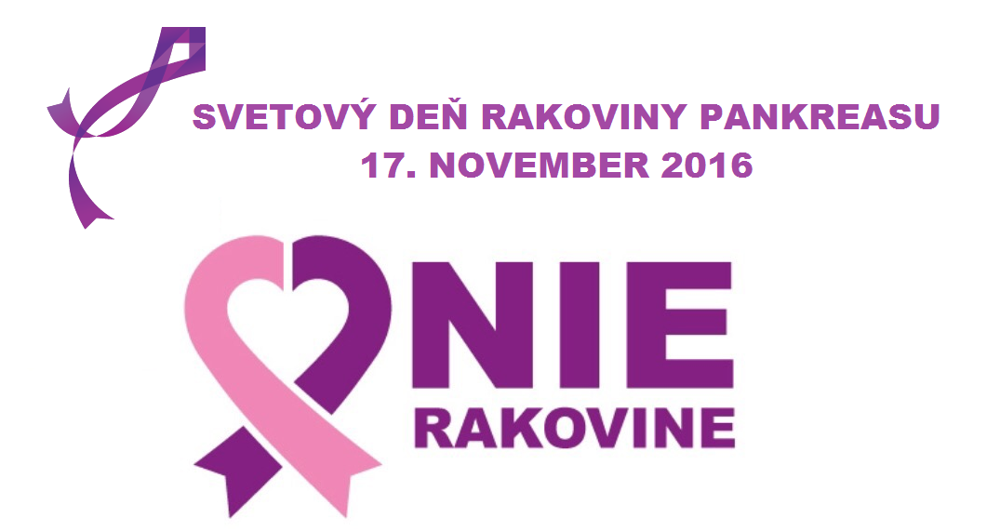 SVETOVÝ DEŇ RAKOVINY PANKREASU
17. NOVEMBER 2016
NIE
RAKOVINE